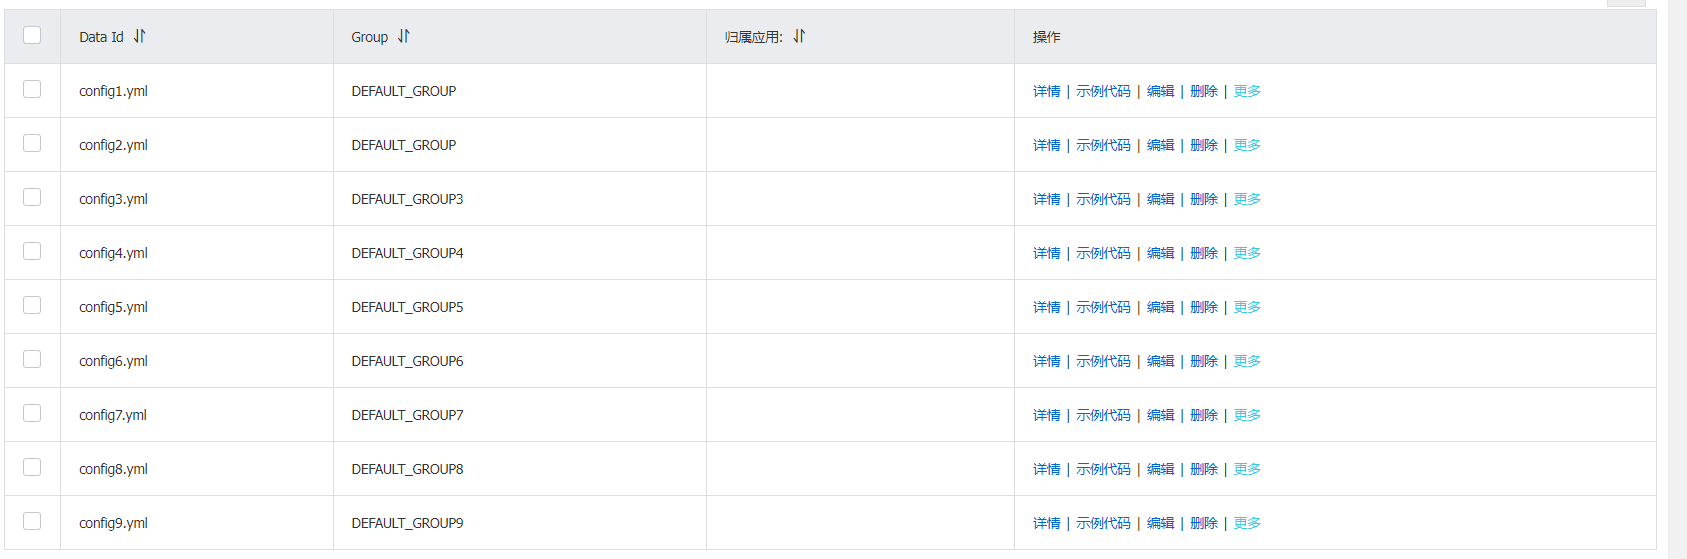 Data Id Group 归属应用: 操作
config1.yml DEFAULT_GROUP 详情 | 示例代码 | 编辑 | 删除 | 更多
config2.yml DEFAULT_GROUP 详情 | 示例代码 | 编辑 | 删除 | 更多
config3.yml DEFAULT_GROUP3 详情 | 示例代码 | 编辑 | 删除 | 更多
config4.yml DEFAULT_GROUP4 详情 | 示例代码 | 编辑 | 删除 | 更多
config5.yml DEFAULT_GROUP5 详情 | 示例代码 | 编辑 | 删除 | 更多
config6.yml DEFAULT_GROUP6 详情 | 示例代码 | 编辑 | 删除 | 更多
config7.yml DEFAULT_GROUP7 详情 | 示例代码 | 编辑 | 删除 | 更多
config8.yml DEFAULT_GROUP8 详情 | 示例代码 | 编辑 | 删除 | 更多
config9.yml DEFAULT_GROUP9 详情 | 示例代码 | 编辑 | 删除 | 更多